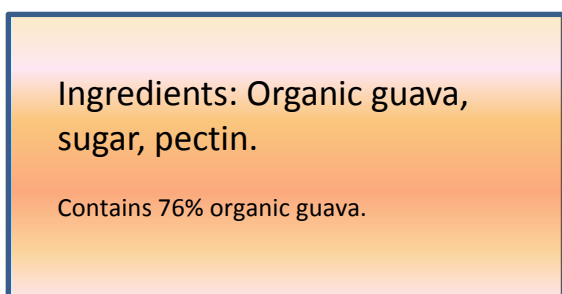 Ingredients: Organic guava,
sugar, pectin.
Contains 76% organic guava.